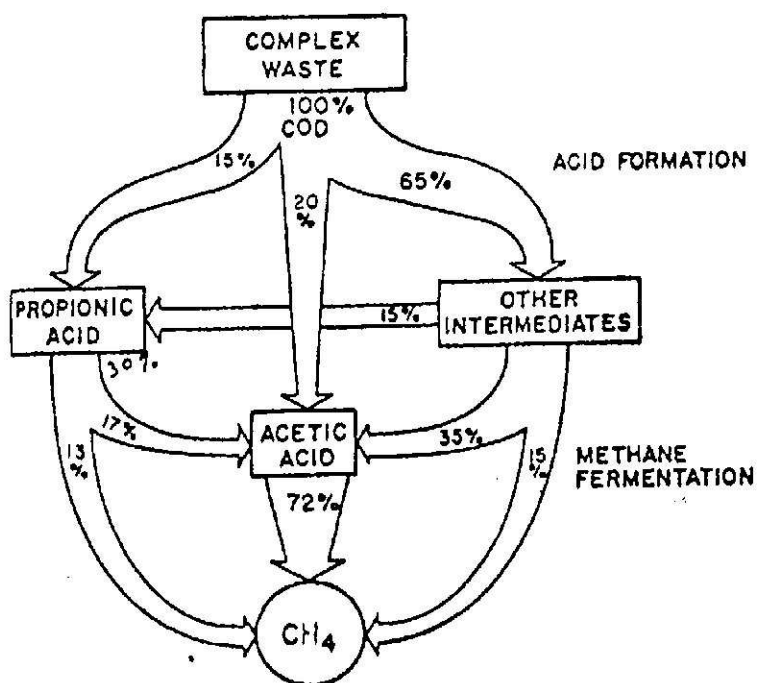 COMPLEX
WASTE
100%
COD
15%
65%
20
%
ACID FORMATION
PROPIONIC
ACID
15%
OTHER
INTERMEDIATES
30%
17%
ACETIC
ACID
35%
13
%
15
%
METHANE
FERMENTATION
72%
CH4